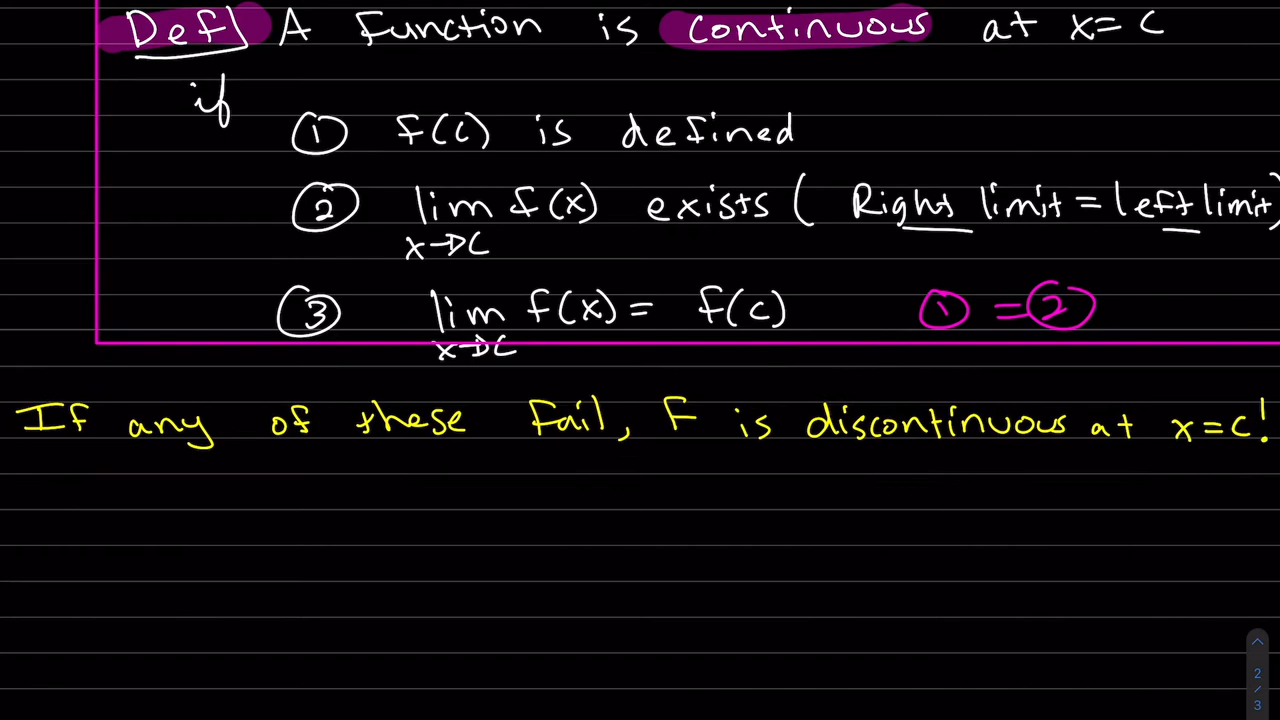 Def) A function is continuous at x=c
if
① f(c) is defined
② lim f(x) exists ( Right limit = left limit)
x→c
③ lim f(x) = f(c) ① = ②
x→c
If any of these fail, F is discontinuous at x=c!
2
/
3